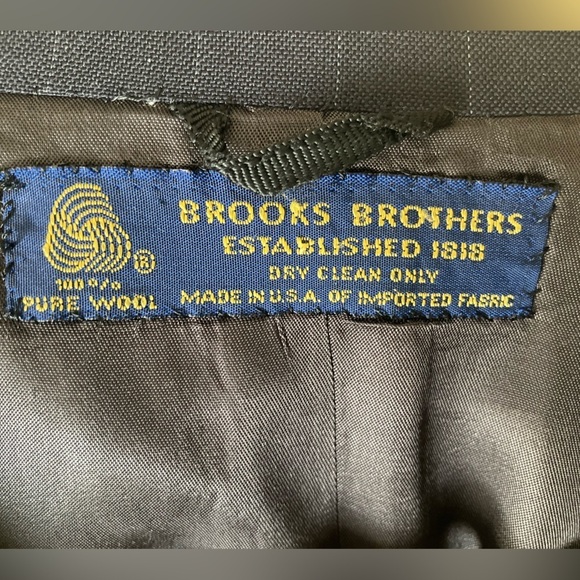 BROOKS BROTHERS
ESTABLISHED 1818
DRY CLEAN ONLY
MADE IN U.S.A. OF IMPORTED FABRIC
®
100%
PURE WOOL